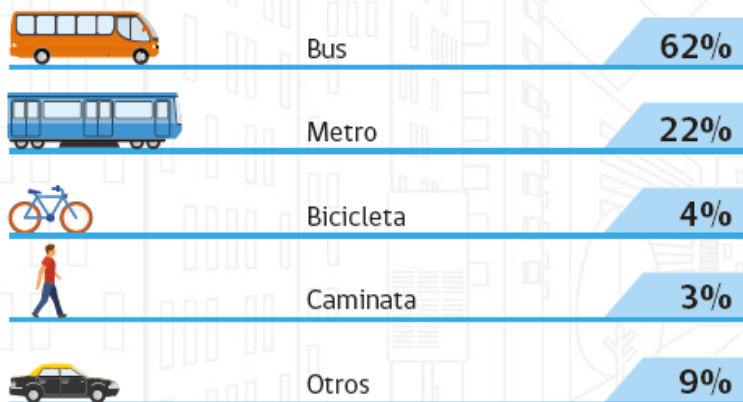 Bus 62%
Metro 22%
Bicicleta 4%
Caminata 3%
Otros 9%